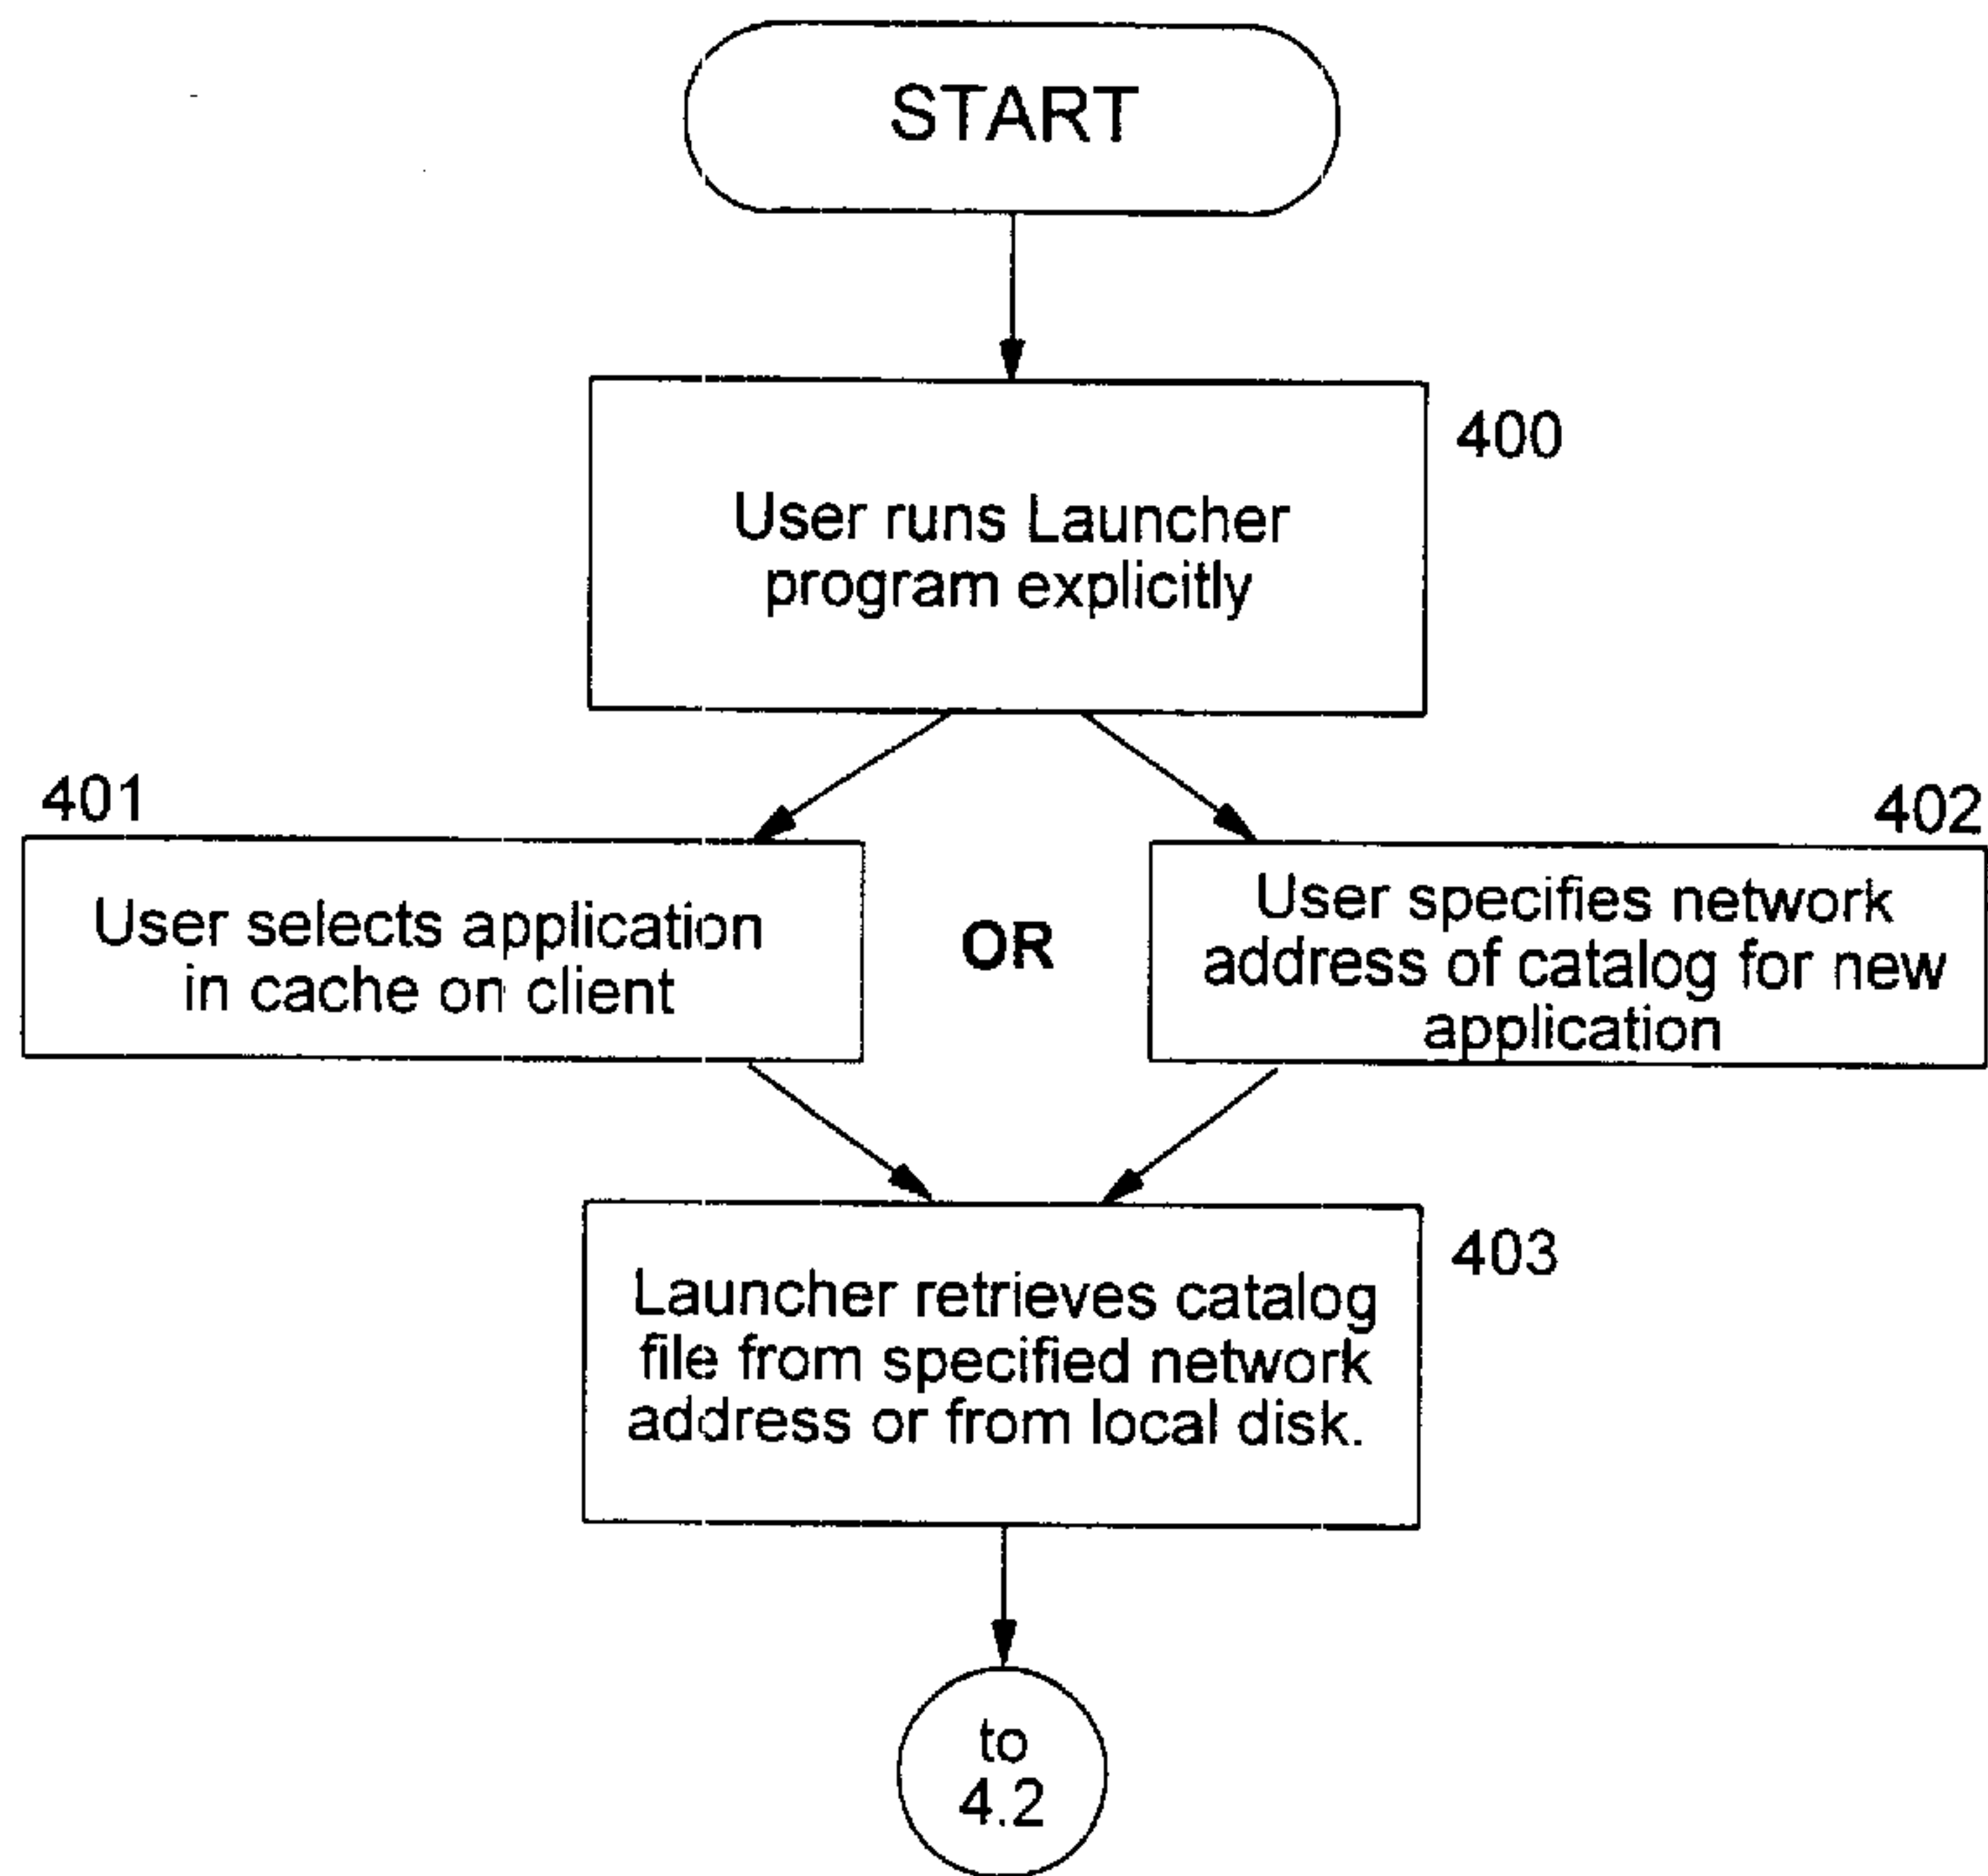 START
400
User runs Launcher
program explicitly
401
402
User selects application
in cache on client
OR
User specifies network
address of catalog for new
application
403
Launcher retrieves catalog
file from specified network
address or from local disk.
to
4.2